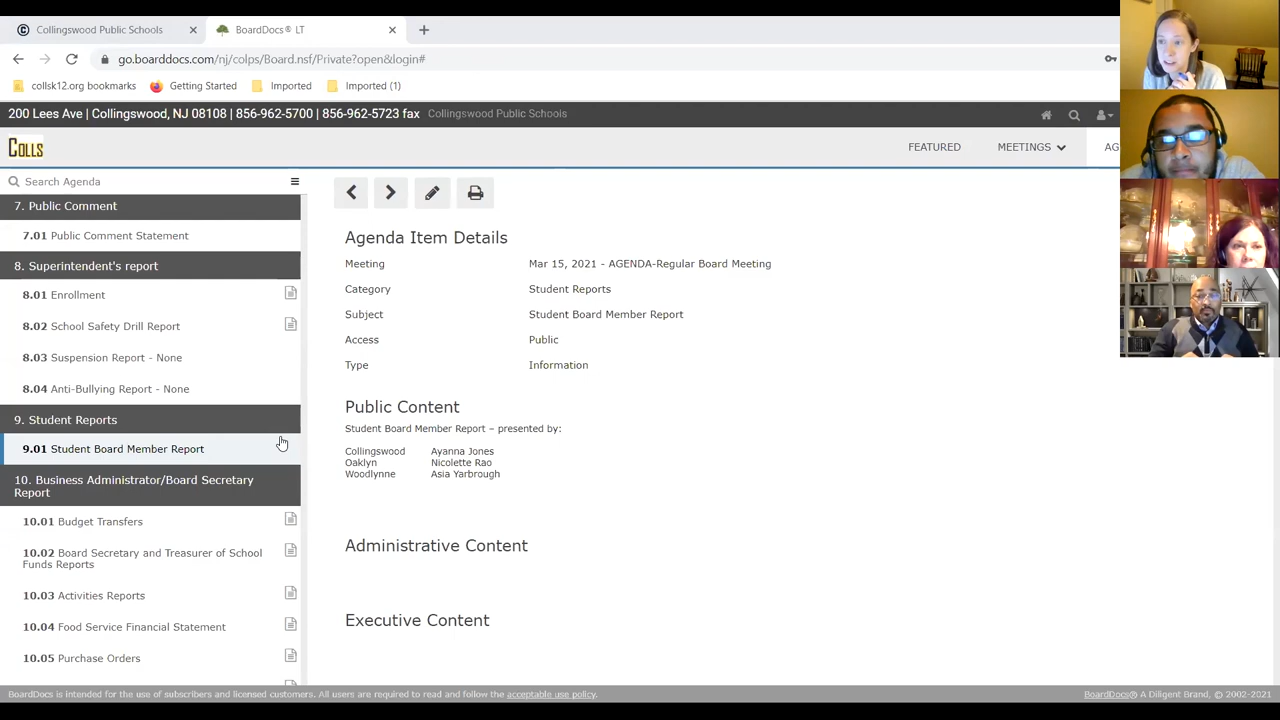 Collingswood Public Schools
BoardDocs® LT
go.boarddocs.com/nj/colps/Board.nsf/Private?open&login#
collsk12.org bookmarks
Getting Started
Imported
Imported (1)
200 Lees Ave | Collingswood, NJ 08108 | 856-962-5700 | 856-962-5723 fax Collingswood Public Schools
COLLS
FEATURED
MEETINGS
AG
Search Agenda
7. Public Comment
7.01 Public Comment Statement
8. Superintendent's report
8.01 Enrollment
8.02 School Safety Drill Report
8.03 Suspension Report - None
8.04 Anti-Bullying Report - None
9. Student Reports
9.01 Student Board Member Report
10. Business Administrator/Board Secretary
Report
10.01 Budget Transfers
10.02 Board Secretary and Treasurer of School
Funds Reports
10.03 Activities Reports
10.04 Food Service Financial Statement
10.05 Purchase Orders
Agenda Item Details
Meeting Mar 15, 2021 - AGENDA-Regular Board Meeting
Category Student Reports
Subject Student Board Member Report
Access Public
Type Information
Public Content
Student Board Member Report – presented by:
Collingswood Ayanna Jones
Oaklyn Nicolette Rao
Woodlynne Asia Yarbrough
Administrative Content
Executive Content
BoardDocs is intended for the use of subscribers and licensed customers. All users are required to read and follow the acceptable use policy.
BoardDocs® A Diligent Brand, © 2002-2021